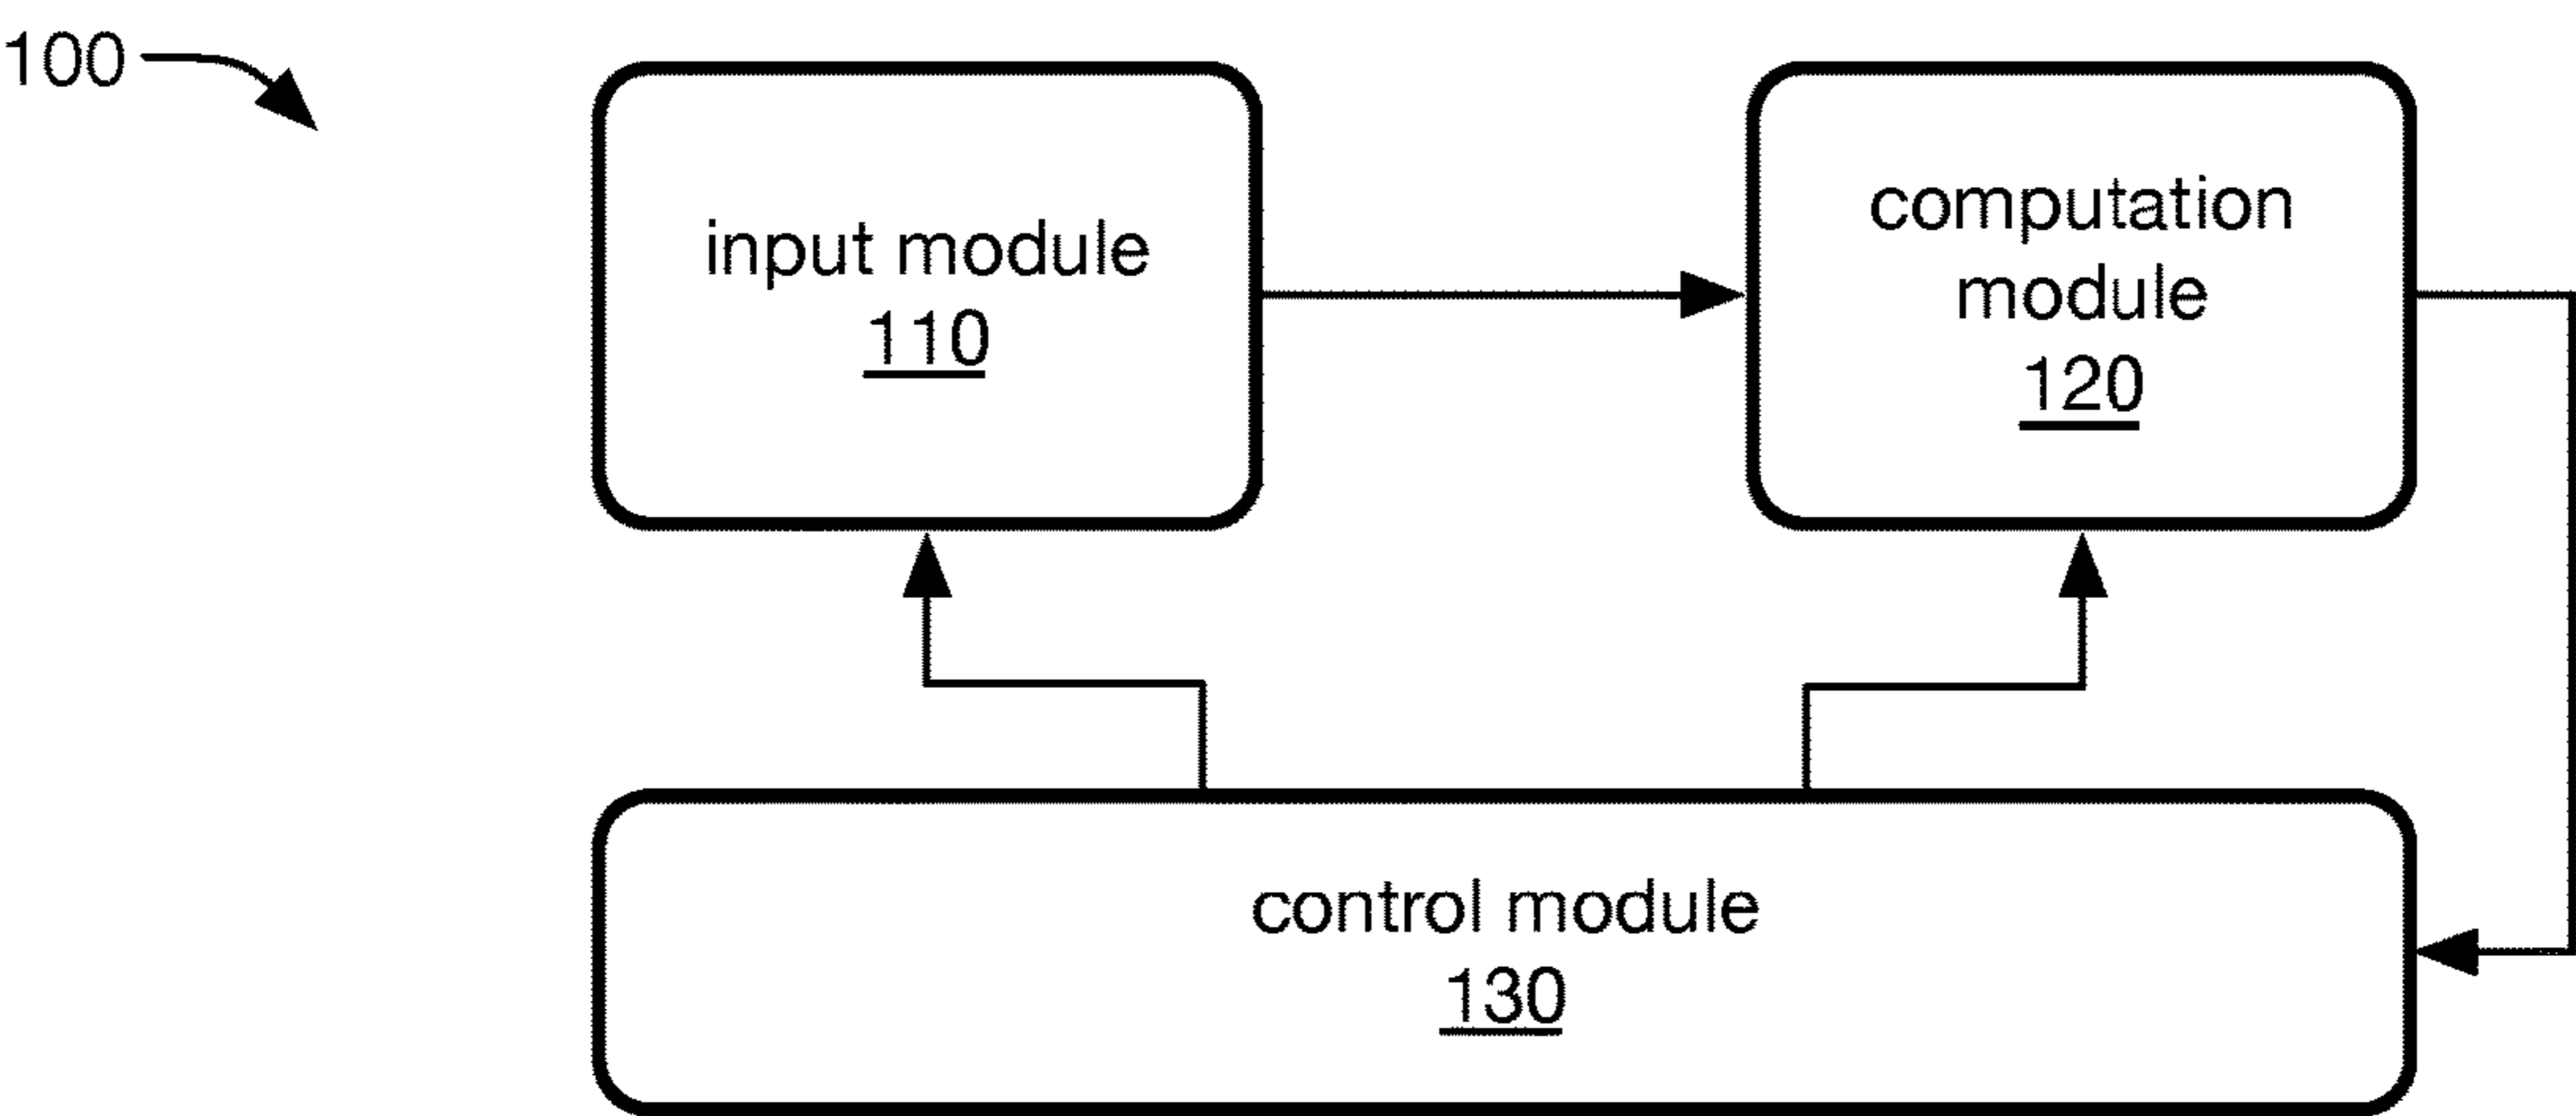 100
input module
110
computation
module
120
control module
130